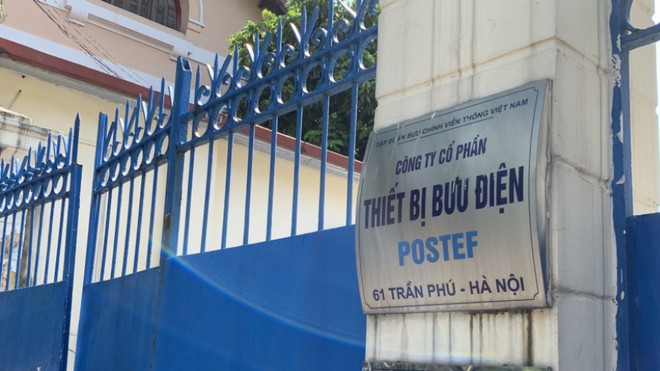 TẬP ĐOÀN BƯU CHÍNH VIỄN THÔNG VIỆT NAM
CÔNG TY CỔ PHẦN
THIẾT BỊ BƯU ĐIỆN
POSTEF
61 TRẦN PHÚ - HÀ NỘI